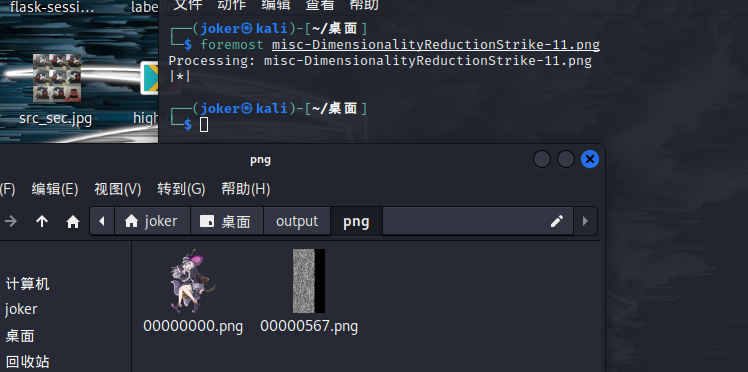 flask-sessi...
label
src_sec.jpg
high
文件 动作 编辑 查看 帮助
┌──(joker㉿kali)-[~/桌面]
└─$ foremost misc-DimensionalityReductionStrike-11.png
Processing: misc-DimensionalityReductionStrike-11.png
|*|
┌──(joker㉿kali)-[~/桌面]
└─$
png
(F) 编辑(E) 视图(V) 转到(G) 帮助(H)
joker 桌面 output png
计算机
joker
桌面
回收站
00000000.png 00000567.png